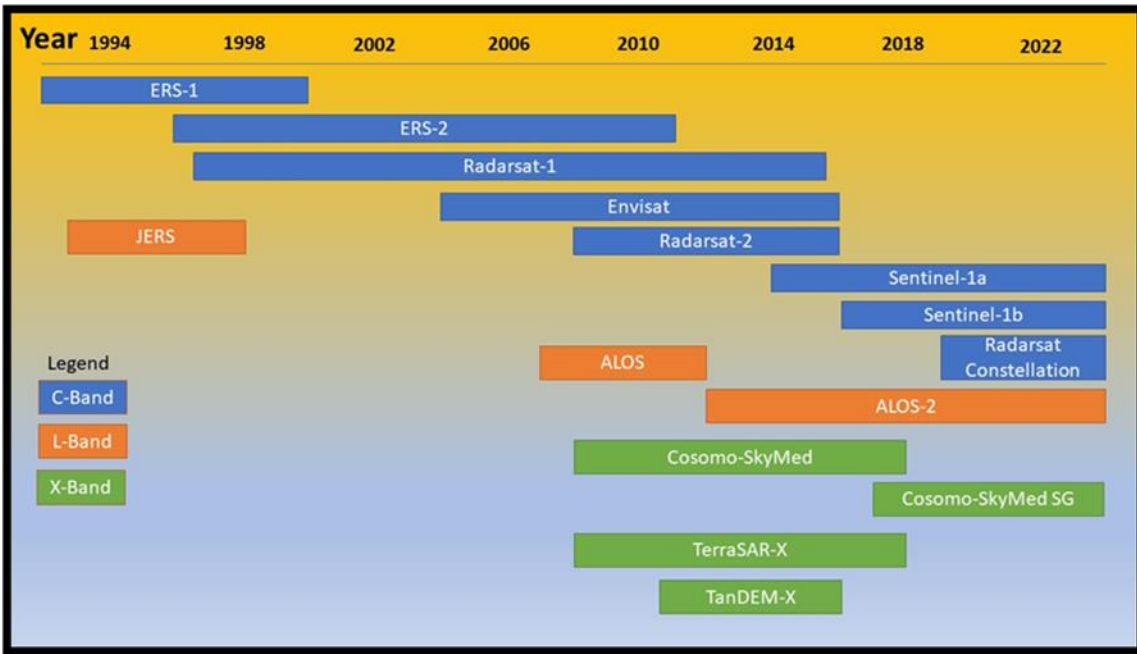 Year 1994 1998 2002 2006 2010 2014 2018 2022
ERS-1
ERS-2
Radarsat-1
Envisat
JERS
Radarsat-2
Sentinel-1a
Sentinel-1b
Radarsat
Constellation
ALOS
Legend
C-Band
ALOS-2
L-Band
Cosomo-SkyMed
X-Band
Cosomo-SkyMed SG
TerraSAR-X
TanDEM-X